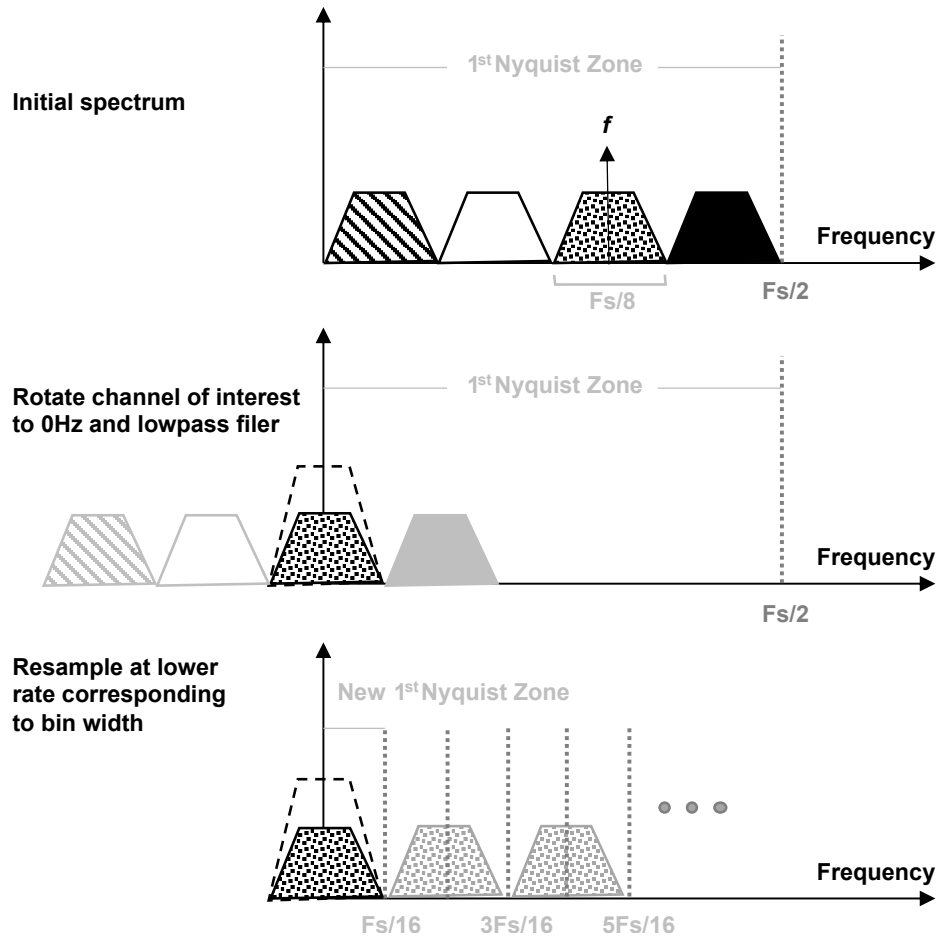 1st Nyquist Zone
Initial spectrum
f
Frequency
Fs/2
Fs/8
1st Nyquist Zone
Rotate channel of interest
to 0Hz and lowpass filer
Frequency
Fs/2
Resample at lower
rate corresponding
to bin width
New 1st Nyquist Zone
Frequency
Fs/16
3Fs/16
5Fs/16